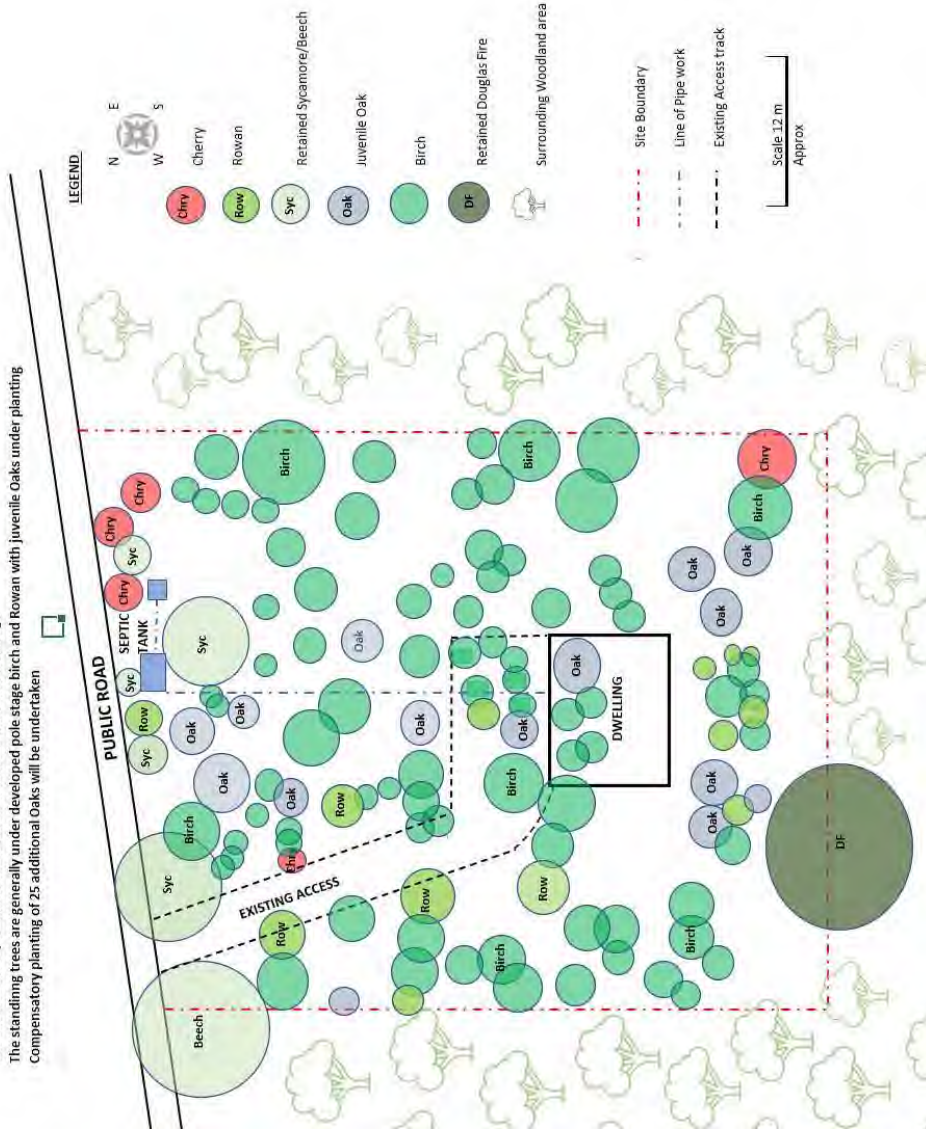 The standing trees are generally under developed pole stage birch and Rowan with juvenile Oaks under planting
Compensatory planting of 25 additional Oaks will be undertaken
PUBLIC ROAD
LEGEND
N
E
W
S
Chry
Cherry
Row
Rowan
Syc
Retained Sycamore/Beech
Oak
Juvenile Oak
Birch
DF
Retained Douglas Fire
Surrounding Woodland area
Site Boundary
Line of Pipe work
Existing Access track
Scale 12 m
Approx
Beech
Syc
Syc
Row
Syc
SEPTIC
TANK
Chry
Syc
Chry
Chry
Birch
Oak
Oak
Oak
Syc
Birch
Row
Chry
Oak
Row
Oak
EXISTING ACCESS
Row
Oak
Birch
Row
Birch
Oak
Birch
Oak
DWELLING
Birch
Oak
Oak
Oak
Oak
Oak
Birch
Chry
DF